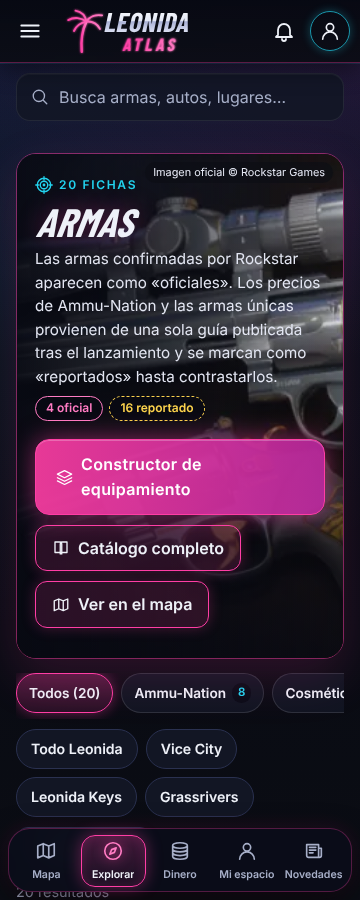 LEONIDA
ATLAS
Busca armas, autos, lugares...
Imagen oficial © Rockstar Games
20 FICHAS
ARMAS
Las armas confirmadas por Rockstar
aparecen como «oficiales». Los precios
de Ammu-Nation y las armas únicas
provienen de una sola guía publicada
tras el lanzamiento y se marcan como
«reportados» hasta contrastarlos.
4 oficial 16 reportado
Constructor de
equipamiento
Catálogo completo
Ver en el mapa
Todos (20) Ammu-Nation 8 Cosmétic
Todo Leonida Vice City
Leonida Keys Grassrivers
Mapa Explorar Dinero Mi espacio Novedades
20 resultados